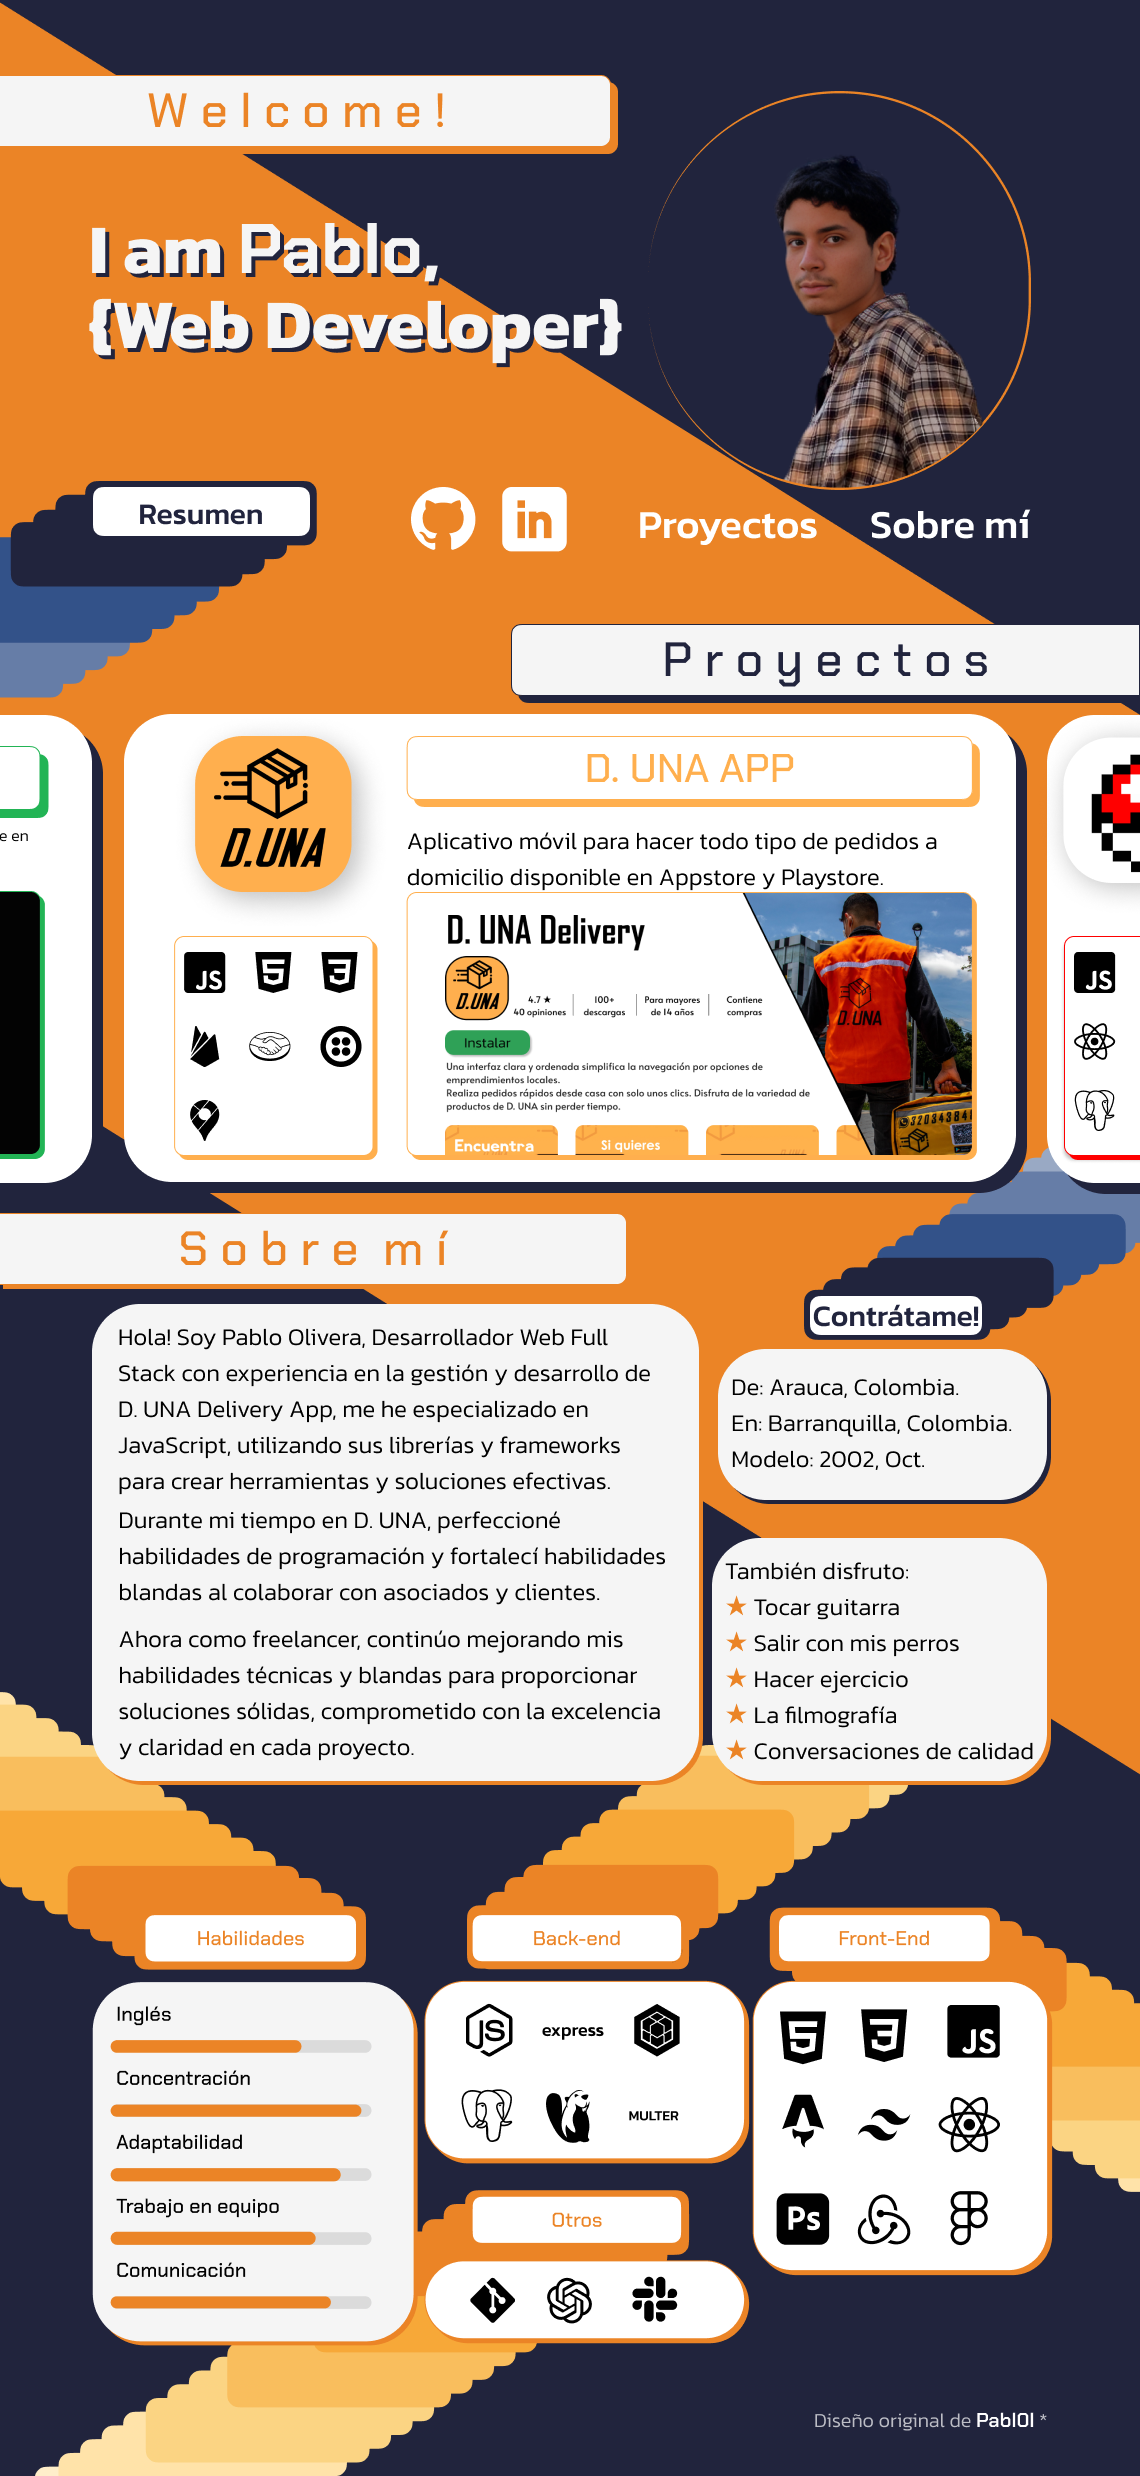 Welcome!
I am Pablo,
{Web Developer}
Resumen
in
Proyectos
Sobre mí
Proyectos
D.UNA
D. UNA APP
e en
Aplicativo móvil para hacer todo tipo de pedidos a
domicilio disponible en Appstore y Playstore.
D. UNA Delivery
D.UNA
4.7 ★
40 opiniones
100+
descargas
Para mayores
de 14 años
Contiene
compras
Instalar
Una interfaz clara y ordenada simplifica la navegación por opciones de
emprendimientos locales.
Realiza pedidos rápidos desde casa con solo unos clics. Disfruta de la variedad de
productos de D. UNA sin perder tiempo.
Encuentra
Si quieres
D.UNA
320343840
JS
5
3
JS
Sobre mí
Hola! Soy Pablo Olivera, Desarrollador Web Full
Stack con experiencia en la gestión y desarrollo de
D. UNA Delivery App, me he especializado en
JavaScript, utilizando sus librerías y frameworks
para crear herramientas y soluciones efectivas.
Durante mi tiempo en D. UNA, perfeccioné
habilidades de programación y fortalecí habilidades
blandas al colaborar con asociados y clientes.
Ahora como freelancer, continúo mejorando mis
habilidades técnicas y blandas para proporcionar
soluciones sólidas, comprometido con la excelencia
y claridad en cada proyecto.
Contrátame!
De: Arauca, Colombia.
En: Barranquilla, Colombia.
Modelo: 2002, Oct.
También disfruto:
★ Tocar guitarra
★ Salir con mis perros
★ Hacer ejercicio
★ La filmografía
★ Conversaciones de calidad
Habilidades
Inglés
Concentración
Adaptabilidad
Trabajo en equipo
Comunicación
Back-end
JS
express
MULTER
Otros
Front-End
5
3
JS
Ps
Diseño original de Pabl0l *